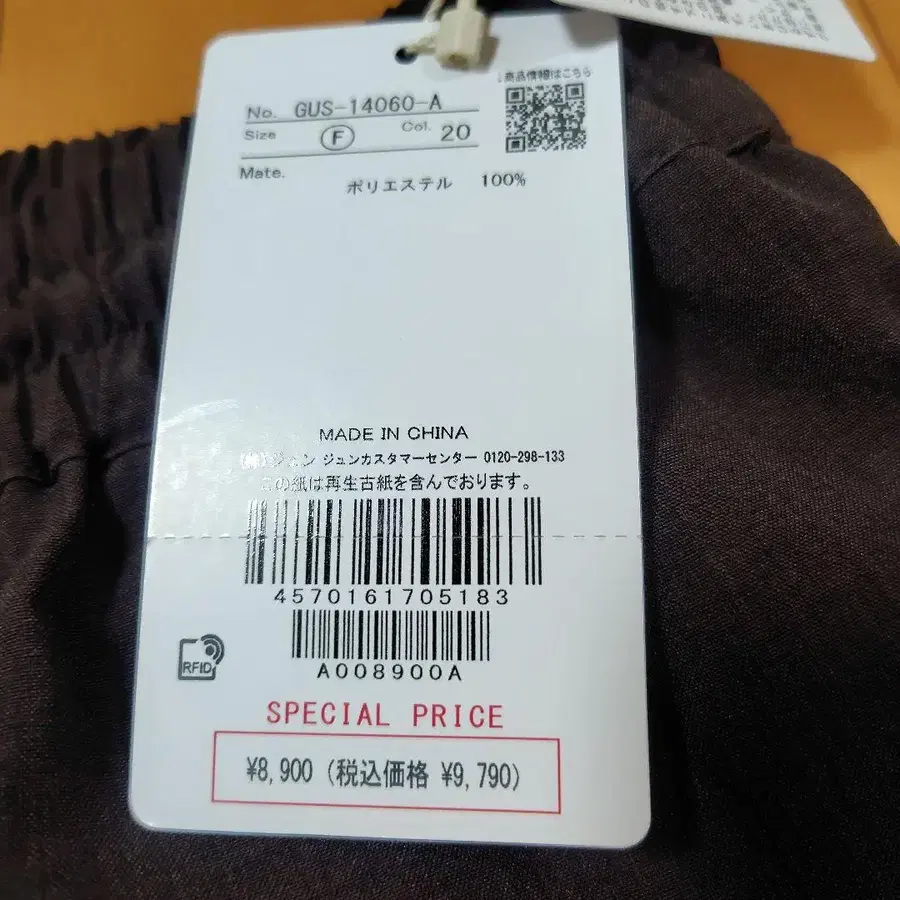 ↓商品情報はこちら
No. GUS-14060-A
Size F Col. 20
Mate.
ポリエステル 100%
MADE IN CHINA
ジュン ジュンカスタマーセンター 0120-298-133
この紙は再生古紙を含んでおります。
4570161705183
A008900A
RFID
SPECIAL PRICE
¥8,900 (税込価格 ¥9,790)